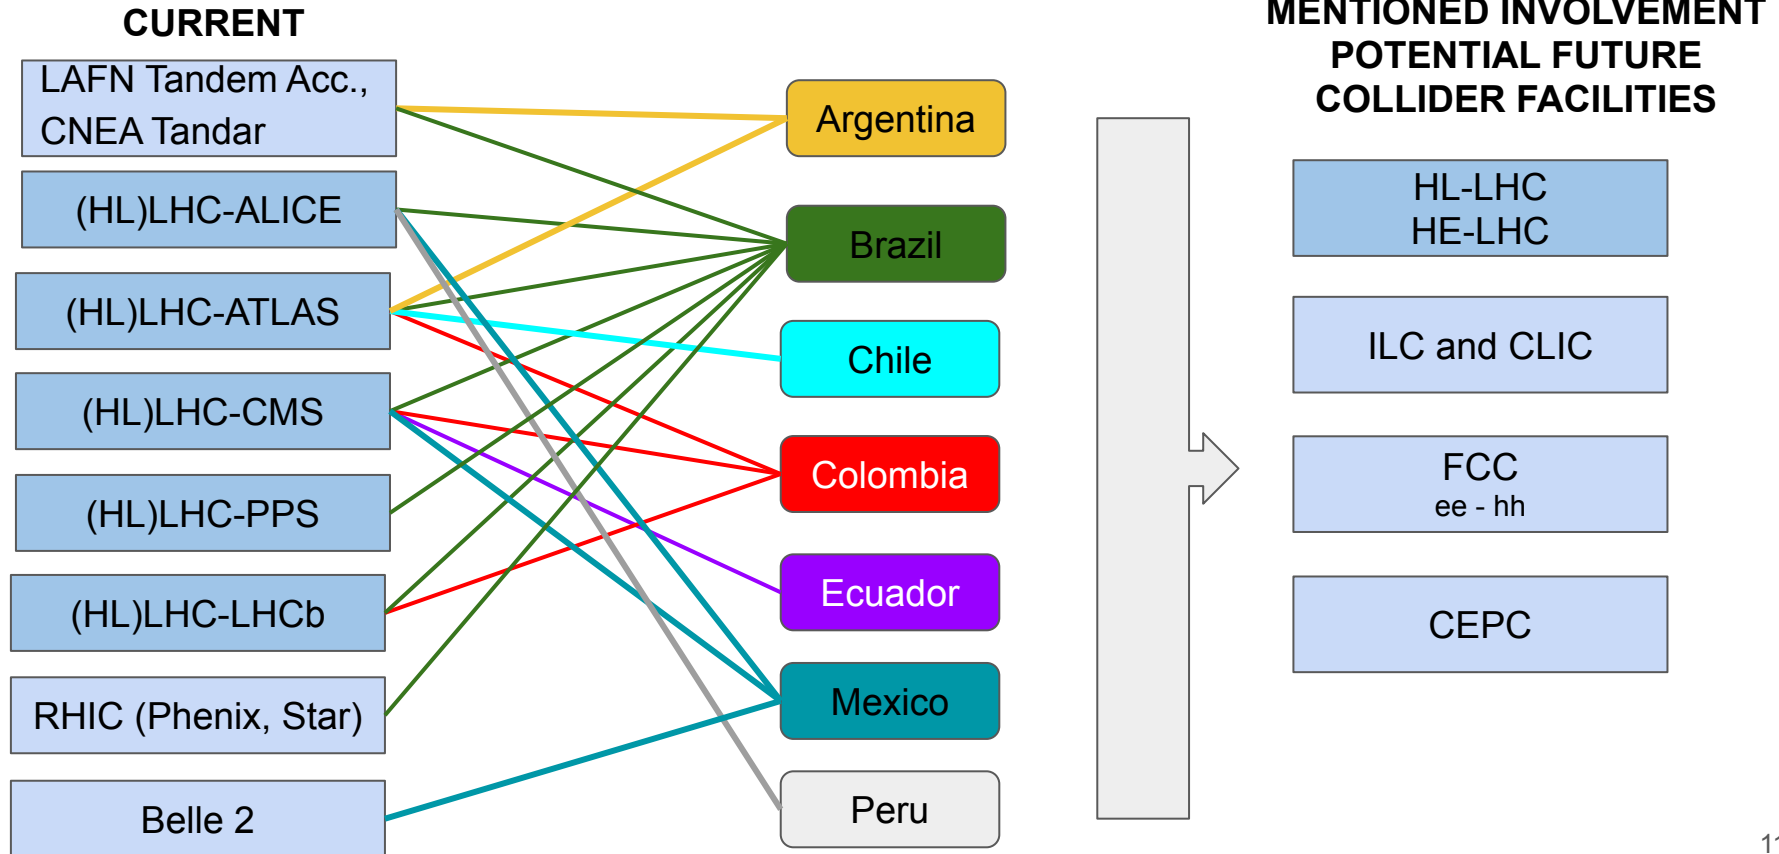 CURRENT
LAFN Tandem Acc.,
CNEA Tandar
(HL)LHC-ALICE
(HL)LHC-ATLAS
(HL)LHC-CMS
(HL)LHC-PPS
(HL)LHC-LHCb
RHIC (Phenix, Star)
Belle 2
Argentina
Brazil
Chile
Colombia
Ecuador
Mexico
Peru
MENTIONED INVOLVEMENT
POTENTIAL FUTURE
COLLIDER FACILITIES
HL-LHC
HE-LHC
ILC and CLIC
FCC
ee - hh
CEPC